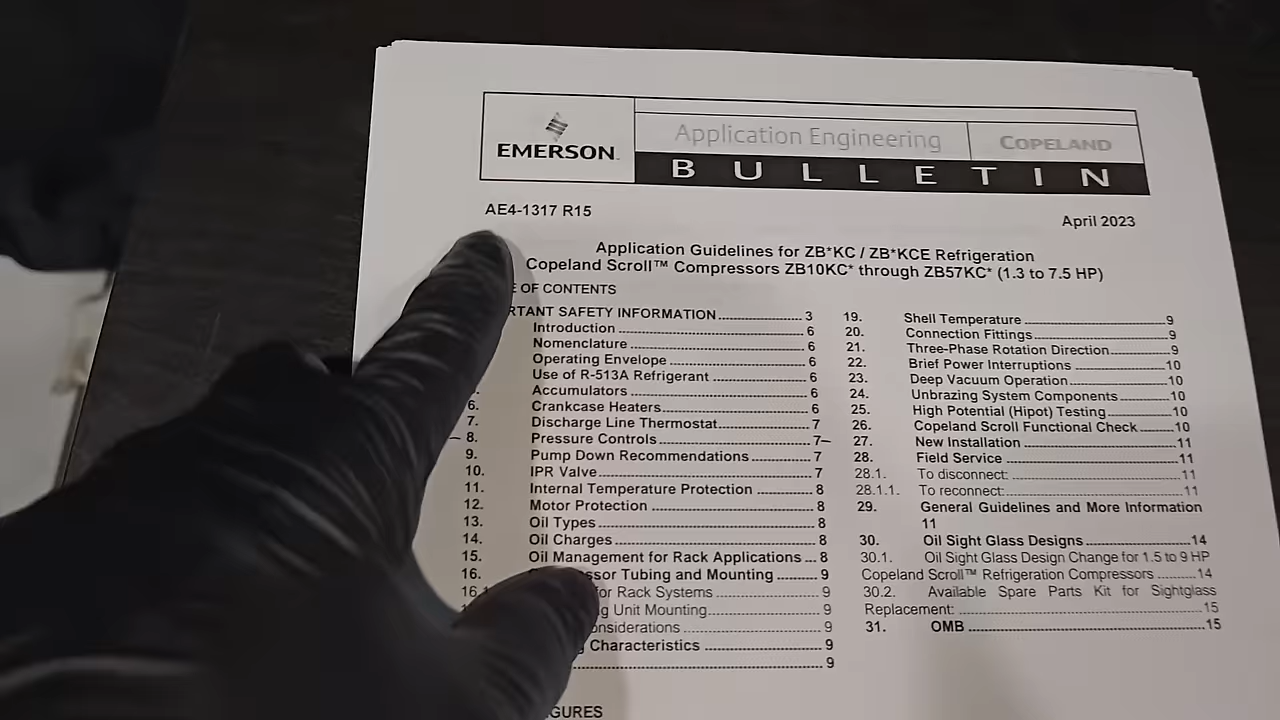 EMERSON
Application Engineering
COPELAND
BULLETIN
AE4-1317 R15
April 2023
Application Guidelines for ZB*KC / ZB*KCE Refrigeration
Copeland Scroll™ Compressors ZB10KC* through ZB57KC* (1.3 to 7.5 HP)
OF CONTENTS
SAFETY INFORMATION 3
Introduction 6
Nomenclature 6
Operating Envelope 6
Use of R-513A Refrigerant 6
Accumulators 6
6. Crankcase Heaters 6
7. Discharge Line Thermostat 7
8. Pressure Controls 7
9. Pump Down Recommendations 7
10. IPR Valve 7
11. Internal Temperature Protection 8
12. Motor Protection 8
13. Oil Types 8
14. Oil Charges 8
15. Oil Management for Rack Applications 8
16. Tubing and Mounting 9
for Rack Systems 9
Unit Mounting 9
9
Characteristics 9
9
19. Shell Temperature 9
20. Connection Fittings 9
21. Three-Phase Rotation Direction 9
22. Brief Power Interruptions 10
23. Deep Vacuum Operation 10
24. Unbrazing System Components 10
25. High Potential (Hipot) Testing 10
26. Copeland Scroll Functional Check 10
27. New Installation 11
28. Field Service 11
28.1. To disconnect: 11
28.1.1. To reconnect: 11
29. General Guidelines and More Information
11
30. Oil Sight Glass Designs 14
30.1. Oil Sight Glass Design Change for 1.5 to 9 HP
Copeland Scroll™ Refrigeration Compressors 14
30.2. Available Spare Parts Kit for Sightglass
Replacement: 15
31. OMB 15